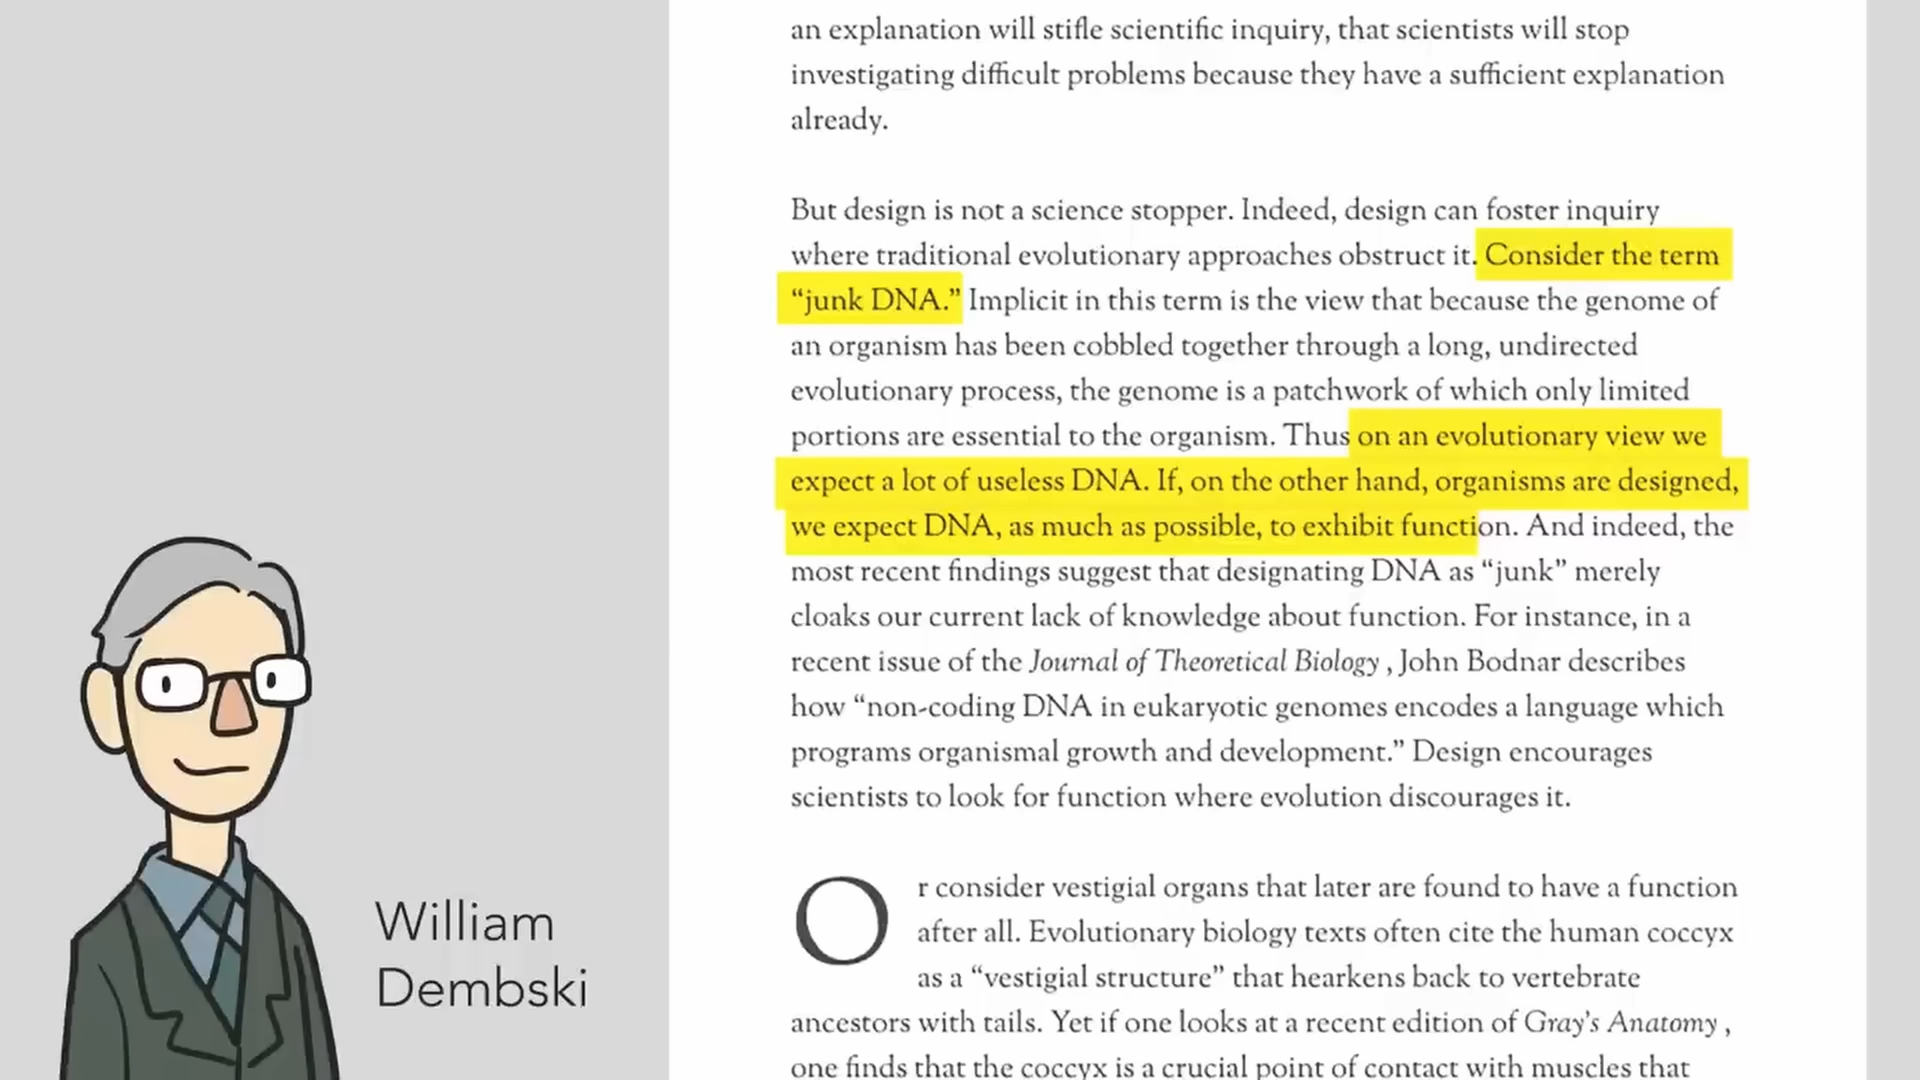 an explanation will stifle scientific inquiry, that scientists will stop
investigating difficult problems because they have a sufficient explanation
already.
But design is not a science stopper. Indeed, design can foster inquiry
where traditional evolutionary approaches obstruct it. Consider the term
“junk DNA.” Implicit in this term is the view that because the genome of
an organism has been cobbled together through a long, undirected
evolutionary process, the genome is a patchwork of which only limited
portions are essential to the organism. Thus on an evolutionary view we
expect a lot of useless DNA. If, on the other hand, organisms are designed,
we expect DNA, as much as possible, to exhibit function. And indeed, the
most recent findings suggest that designating DNA as “junk” merely
cloaks our current lack of knowledge about function. For instance, in a
recent issue of the Journal of Theoretical Biology , John Bodnar describes
how “non-coding DNA in eukaryotic genomes encodes a language which
programs organismal growth and development.” Design encourages
scientists to look for function where evolution discourages it.
Or consider vestigial organs that later are found to have a function
after all. Evolutionary biology texts often cite the human coccyx
as a “vestigial structure” that hearkens back to vertebrate
ancestors with tails. Yet if one looks at a recent edition of Gray’s Anatomy ,
one finds that the coccyx is a crucial point of contact with muscles that
William
Dembski